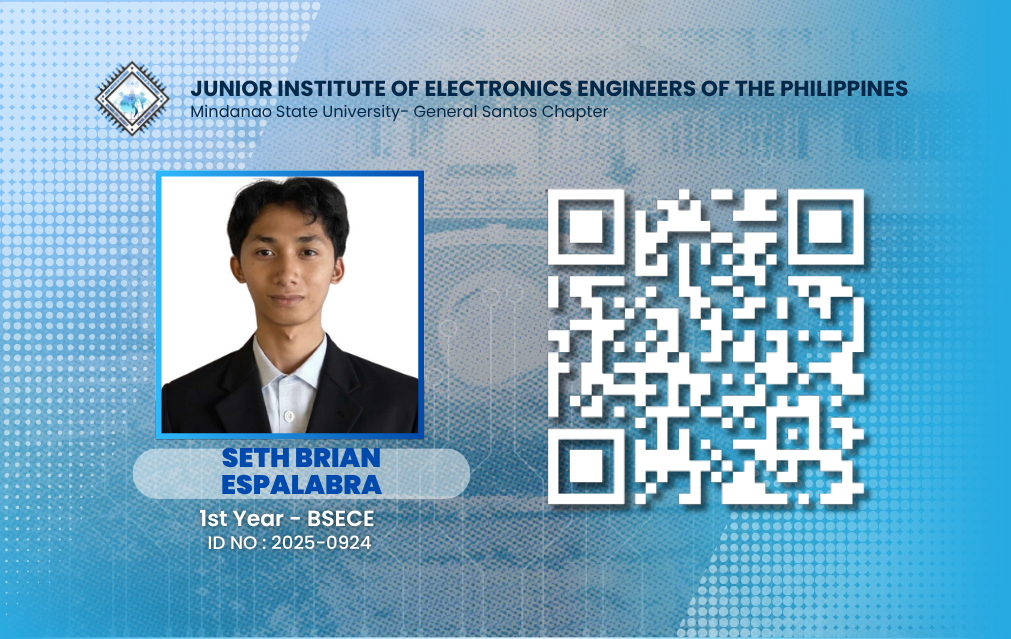 JUNIOR INSTITUTE OF ELECTRONICS ENGINEERS OF THE PHILIPPINES
Mindanao State University- General Santos Chapter
SETH BRIAN
ESPALABRA
1st Year - BSECE
ID NO : 2025-0924